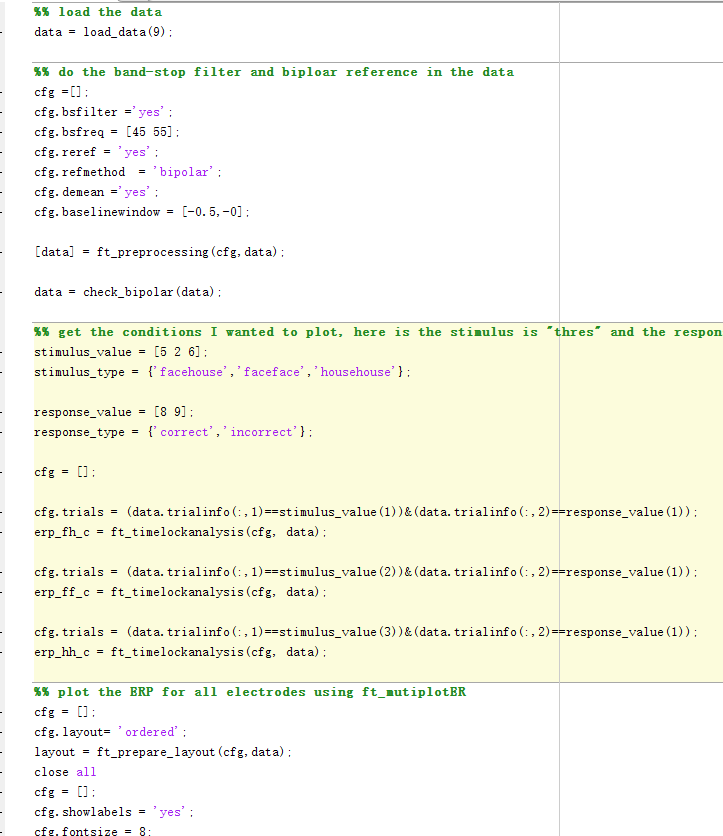 %% load the data
data = load_data(9);
%% do the band-stop filter and biploar reference in the data
cfg =[];
cfg.bsfilter ='yes';
cfg.bsfreq = [45 55];
cfg.reref = 'yes';
cfg.refmethod  = 'bipolar';
cfg.demean ='yes';
cfg.baselinewindow = [-0.5,-0];
[data] = ft_preprocessing(cfg,data);
data = check_bipolar(data);
%% get the conditions I wanted to plot, here is the stimulus is "thres" and the respon
stimulus_value = [5 2 6];
stimulus_type = {'facehouse','faceface','househouse'};
response_value = [8 9];
response_type = {'correct','incorrect'};
cfg = [];
cfg.trials = (data.trialinfo(:,1)==stimulus_value(1))&(data.trialinfo(:,2)==response_value(1));
erp_fh_c = ft_timelockanalysis(cfg, data);
cfg.trials = (data.trialinfo(:,1)==stimulus_value(2))&(data.trialinfo(:,2)==response_value(1));
erp_ff_c = ft_timelockanalysis(cfg, data);
cfg.trials = (data.trialinfo(:,1)==stimulus_value(3))&(data.trialinfo(:,2)==response_value(1));
erp_hh_c = ft_timelockanalysis(cfg, data);
%% plot the ERP for all electrodes using ft_mutiplotER
cfg = [];
cfg.layout= 'ordered';
layout = ft_prepare_layout(cfg,data);
close all
cfg = [];
cfg.showlabels = 'yes';
cfg.fontsize = 8;